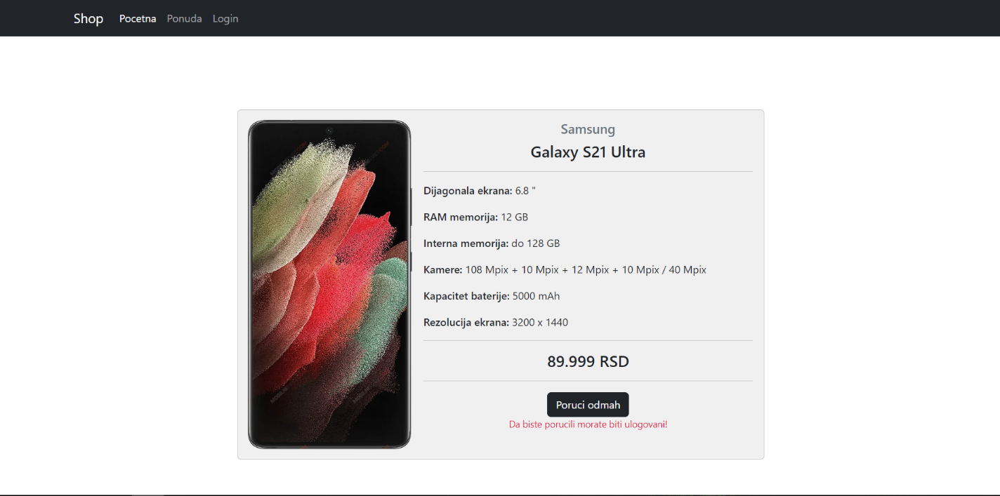 Shop Pocetna Ponuda Login
Samsung
Galaxy S21 Ultra
Dijagonala ekrana: 6.8 "
RAM memorija: 12 GB
Interna memorija: do 128 GB
Kamere: 108 Mpix + 10 Mpix + 12 Mpix + 10 Mpix / 40 Mpix
Kapacitet baterije: 5000 mAh
Rezolucija ekrana: 3200 x 1440
89.999 RSD
Poruci odmah
Da biste porucili morate biti ulogovani!